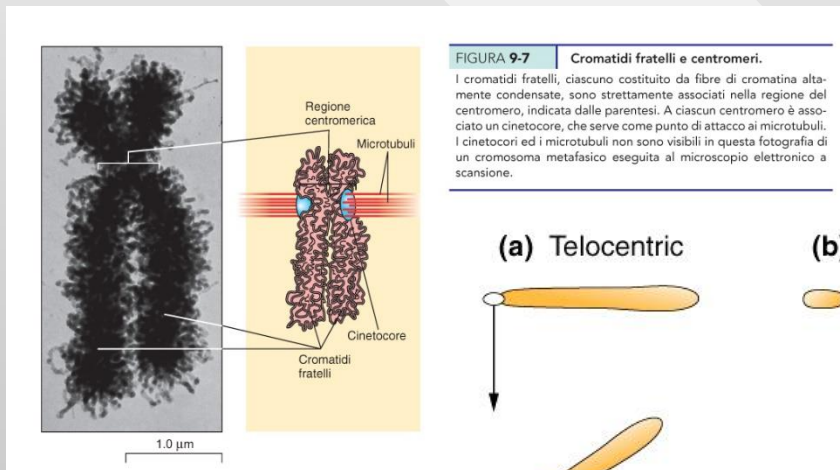 Regione
centromerica
Microtubuli
Cinetocore
Cromatidi
fratelli
1.0 μm
FIGURA 9-7 Cromatidi fratelli e centromeri.
I cromatidi fratelli, ciascuno costituito da fibre di cromatina alta-
mente condensate, sono strettamente associati nella regione del
centromero, indicata dalle parentesi. A ciascun centromero è asso-
ciato un cinetocore, che serve come punto di attacco ai microtubuli.
I cinetocori ed i microtubuli non sono visibili in questa fotografia di
un cromosoma metafasico eseguita al microscopio elettronico a
scansione.
(a) Telocentric
(b